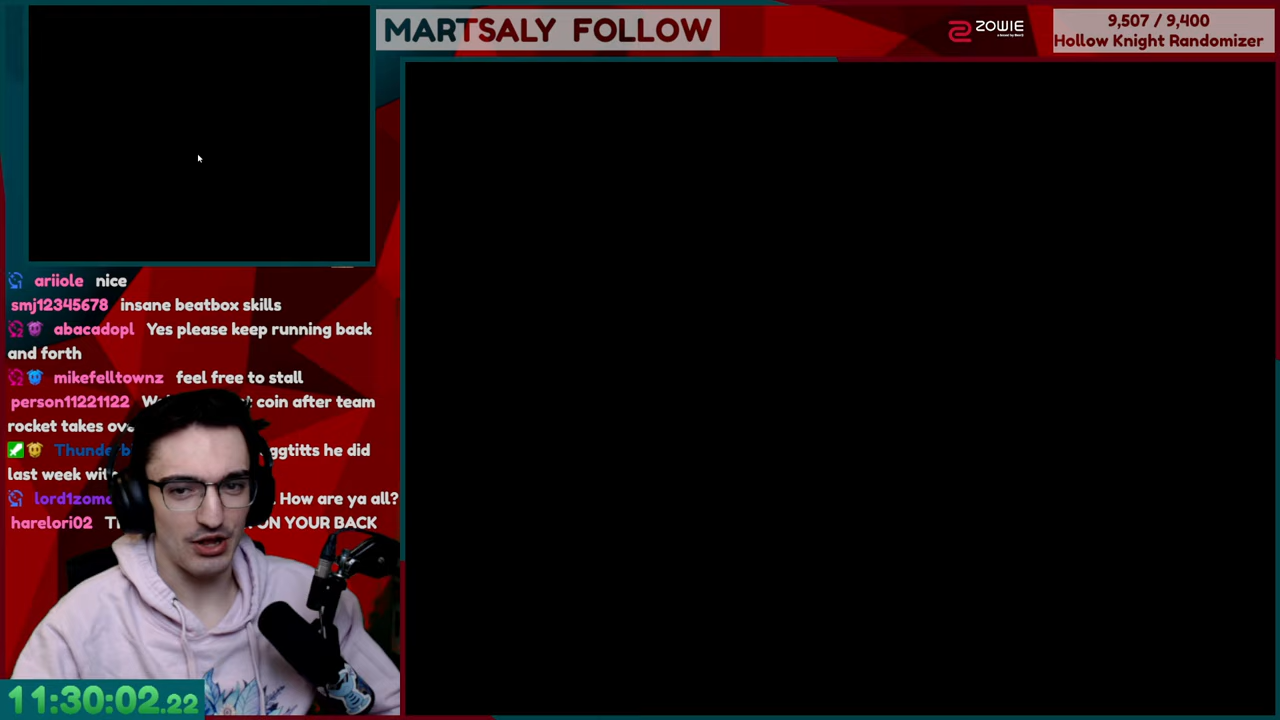 MARTSALY FOLLOW
ZOWIE
9,507 / 9,400
Hollow Knight Randomizer
ariiole nice
smj12345678 insane beatbox skills
abacadopl Yes please keep running back
and forth
mikefelltownz feel free to stall
person11221122 coin after team
rocket takes
Thunderb ggtitts he did
last week
lord1zom How are ya all?
harelori02 ON YOUR BACK
11:30:02.22